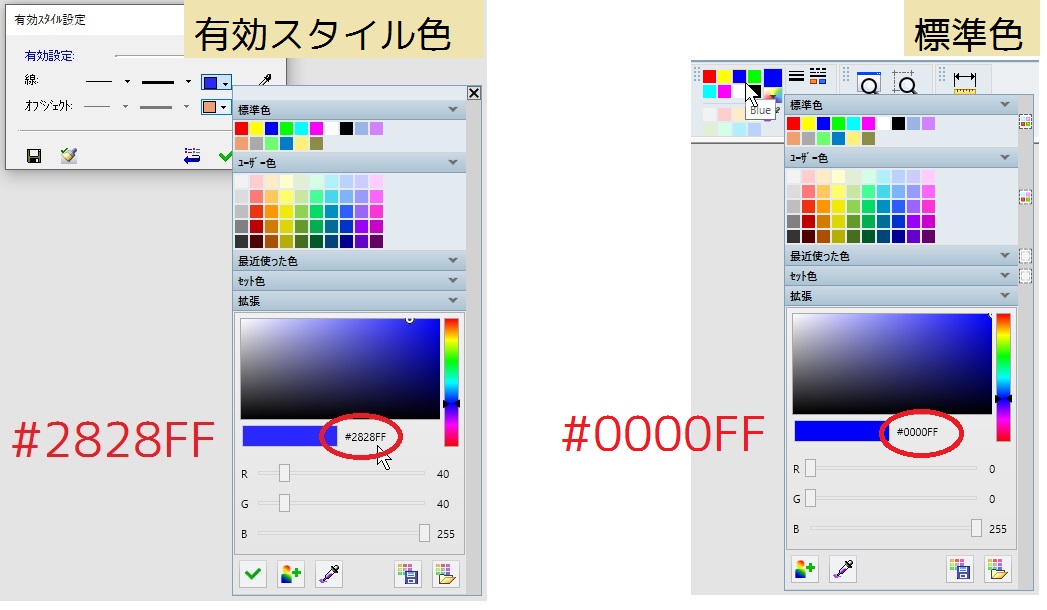 有効スタイル設定
有効スタイル色
有効設定:
線:
オブジェクト:
標準色
ユーザー色
最近使った色
セット色
拡張
#2828FF
#2828FF
R 40
G 40
B 255
標準色
Blue
標準色
ユーザー色
最近使った色
セット色
拡張
#0000FF
#0000FF
R 0
G 0
B 255